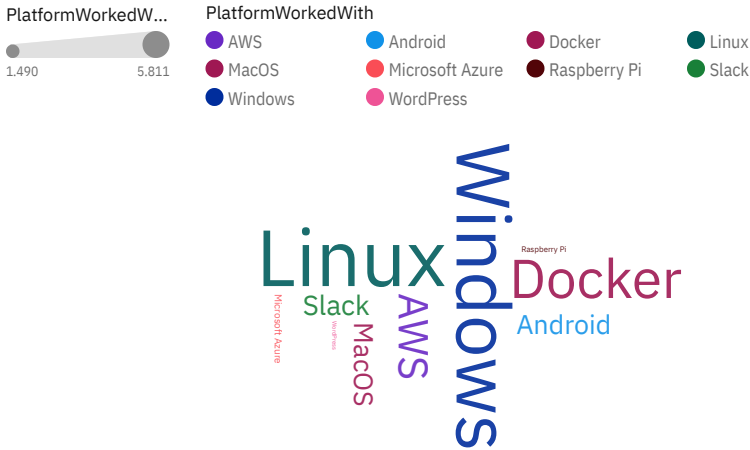 PlatformWorkedW...
1.490 5.811
PlatformWorkedWith
AWS Android Docker Linux
MacOS Microsoft Azure Raspberry Pi Slack
Windows WordPress
Windows
Linux
Raspberry Pi
Docker
Slack
AWS
Android
Microsoft Azure
WordPress
MacOS